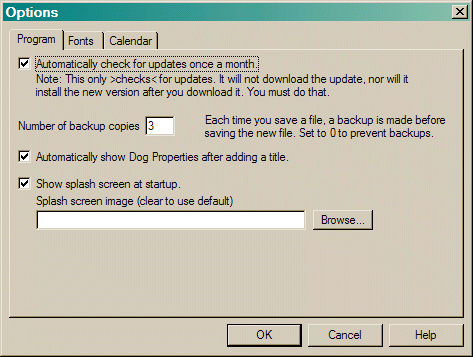 Options
Program Fonts Calendar
Automatically check for updates once a month.
Note: This only >checks< for updates. It will not download the update, nor will it
install the new version after you download it. You must do that.
Number of backup copies 3
Each time you save a file, a backup is made before
saving the new file. Set to 0 to prevent backups.
Automatically show Dog Properties after adding a title.
Show splash screen at startup.
Splash screen image (clear to use default)
Browse...
OK Cancel Help